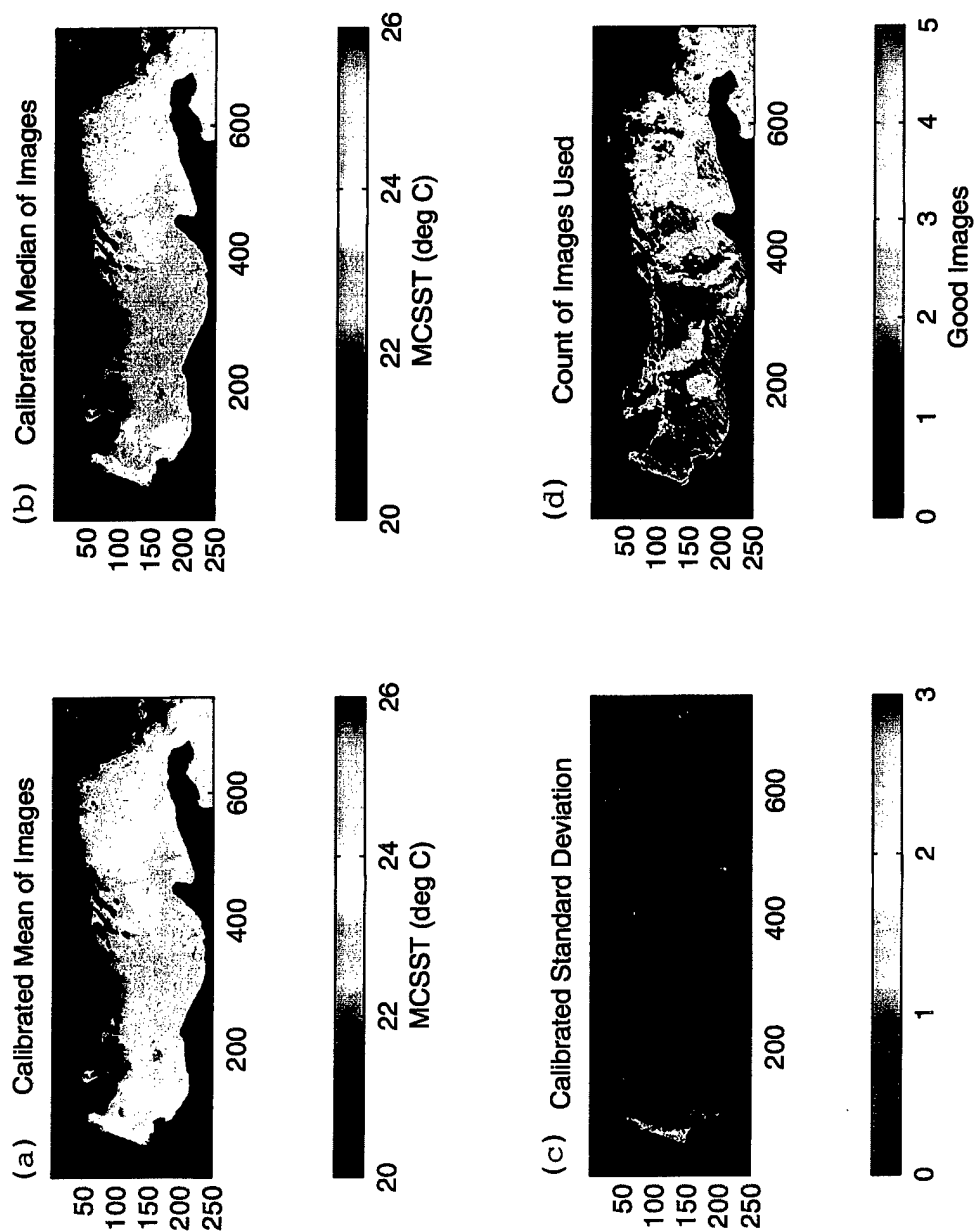 (a) Calibrated Mean of Images
50
100
150
200
250
200 400 600
20 22 24 26
MCSST (deg C)
(b) Calibrated Median of Images
50
100
150
200
250
200 400 600
20 22 24 26
MCSST (deg C)
(c) Calibrated Standard Deviation
50
100
150
200
250
200 400 600
0 1 2 3
(d) Count of Images Used
50
100
150
200
250
200 400 600
0 1 2 3 4 5
Good Images